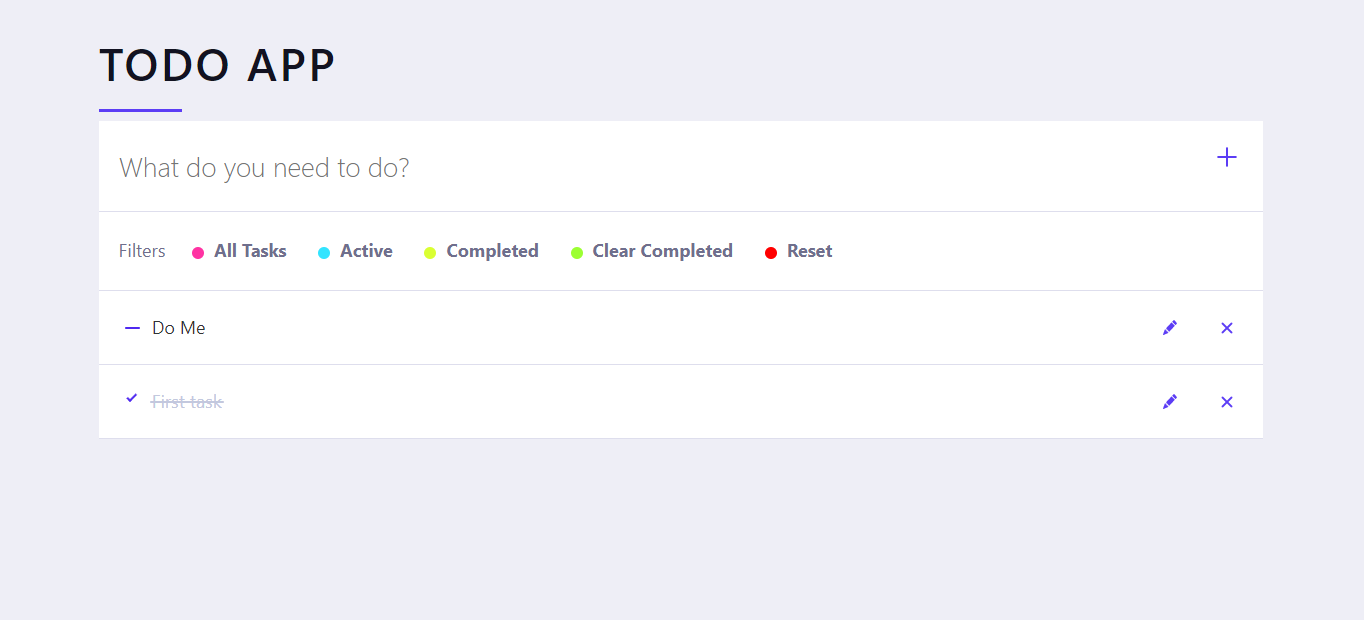 TODO APP
What do you need to do?
Filters All Tasks Active Completed Clear Completed Reset
Do Me
First task